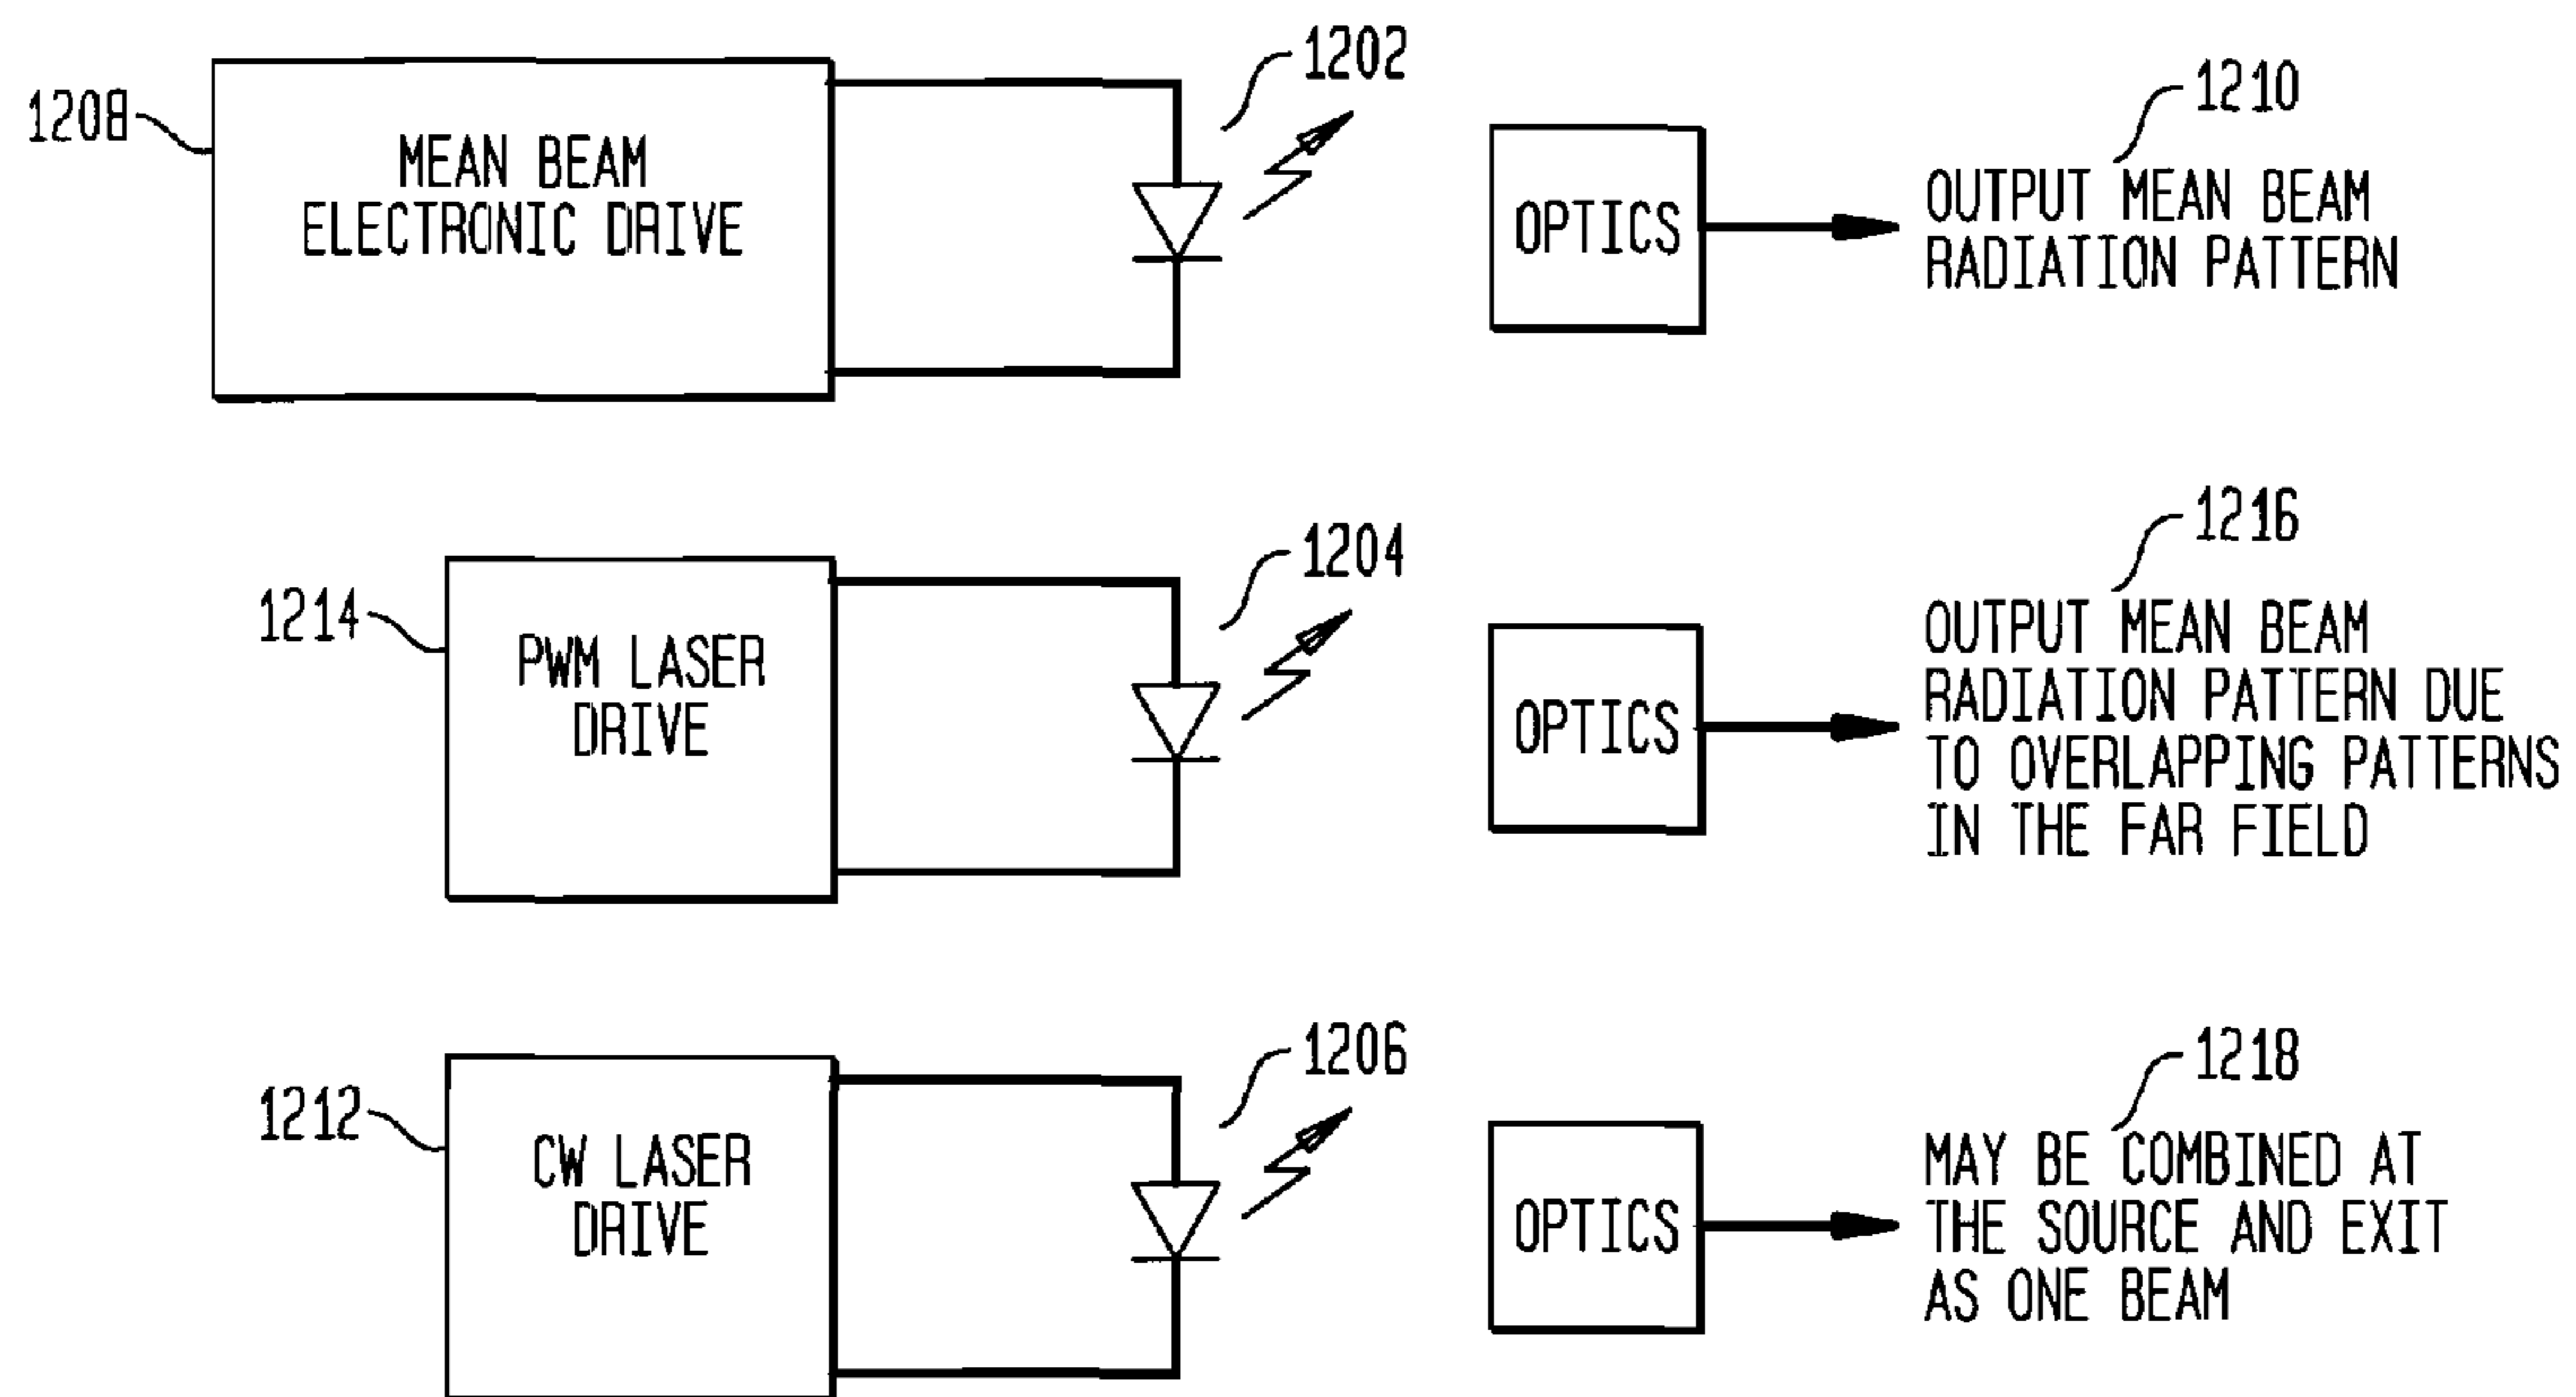 1202
1210
1208
MEAN BEAM
ELECTRONIC DRIVE
OPTICS
OUTPUT MEAN BEAM
RADIATION PATTERN
1204
1216
1214
PWM LASER
DRIVE
OPTICS
OUTPUT MEAN BEAM
RADIATION PATTERN DUE
TO OVERLAPPING PATTERNS
IN THE FAR FIELD
1206
1218
1212
CW LASER
DRIVE
OPTICS
MAY BE COMBINED AT
THE SOURCE AND EXIT
AS ONE BEAM